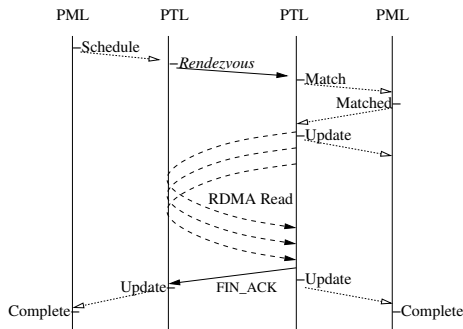 PML PTL PTL PML
Schedule
Rendezvous
Match
Matched
Update
RDMA Read
Update FIN_ACK Update
Complete Complete